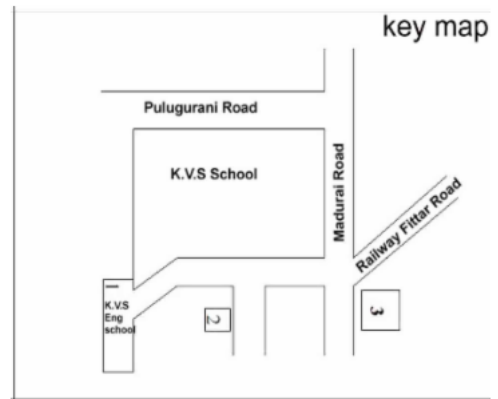 key map
Pulugurani Road
K.V.S School
Madurai Road
Railway Fittar Road
K.V.S
Eng
school
2
3